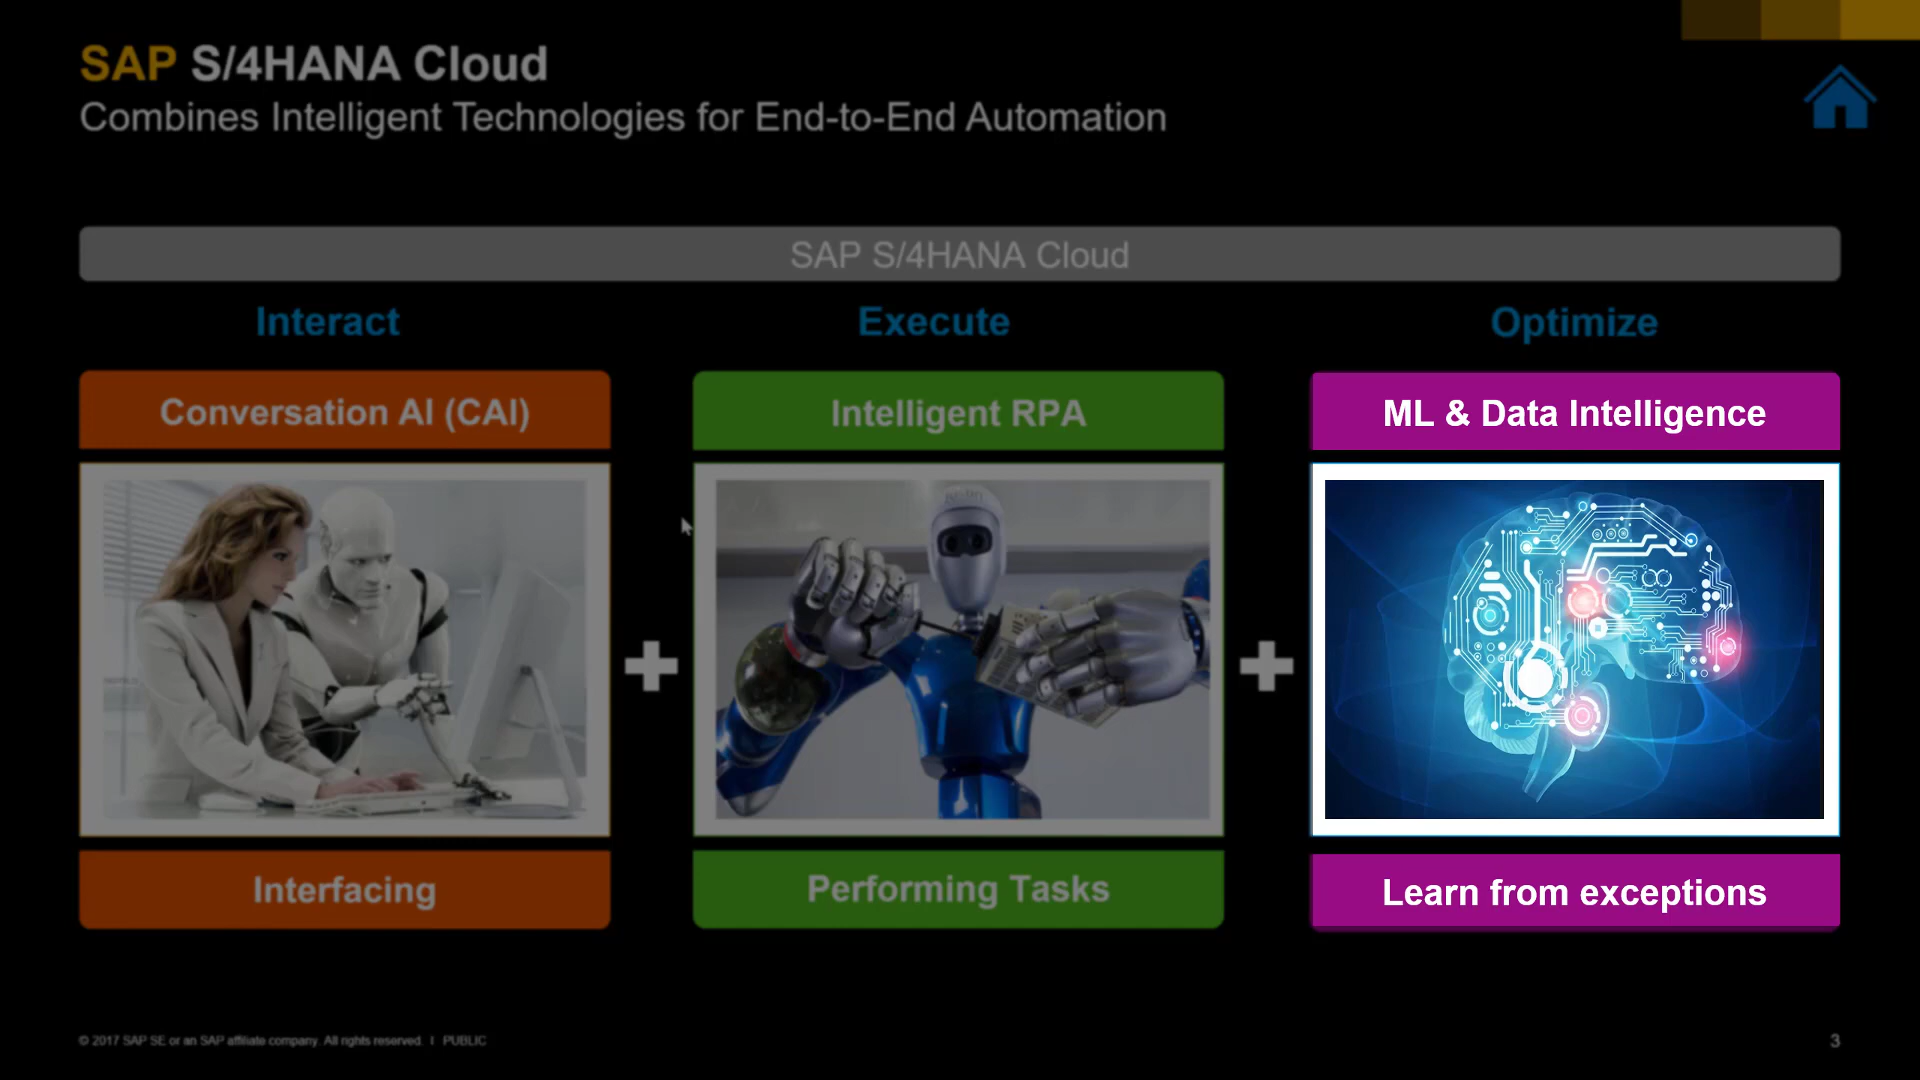 SAP S/4HANA Cloud
Combines Intelligent Technologies for End-to-End Automation
SAP S/4HANA Cloud
Interact
Execute
Optimize
Conversation AI (CAI)
Intelligent RPA
ML & Data Intelligence
Interfacing
Performing Tasks
Learn from exceptions
© 2017 SAP SE or an SAP affiliate company. All rights reserved. I PUBLIC
3